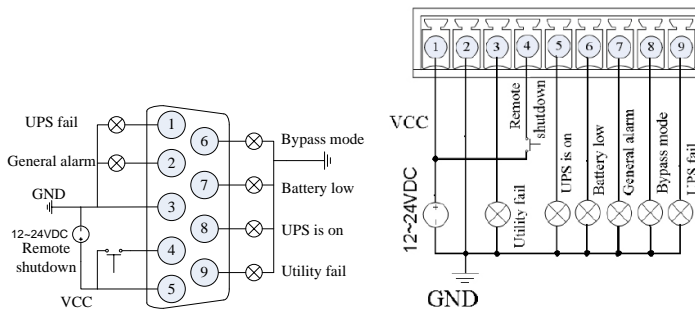 UPS fail
General alarm
GND
12~24VDC
Remote
shutdown
VCC
1
2
3
4
5
6
7
8
9
Bypass mode
Battery low
UPS is on
Utility fail
1 2 3 4 5 6 7 8 9
VCC
12~24VDC
Utility fail
Remote
shutdown
UPS is on
Battery low
General alarm
Bypass mode
UPS fail
GND